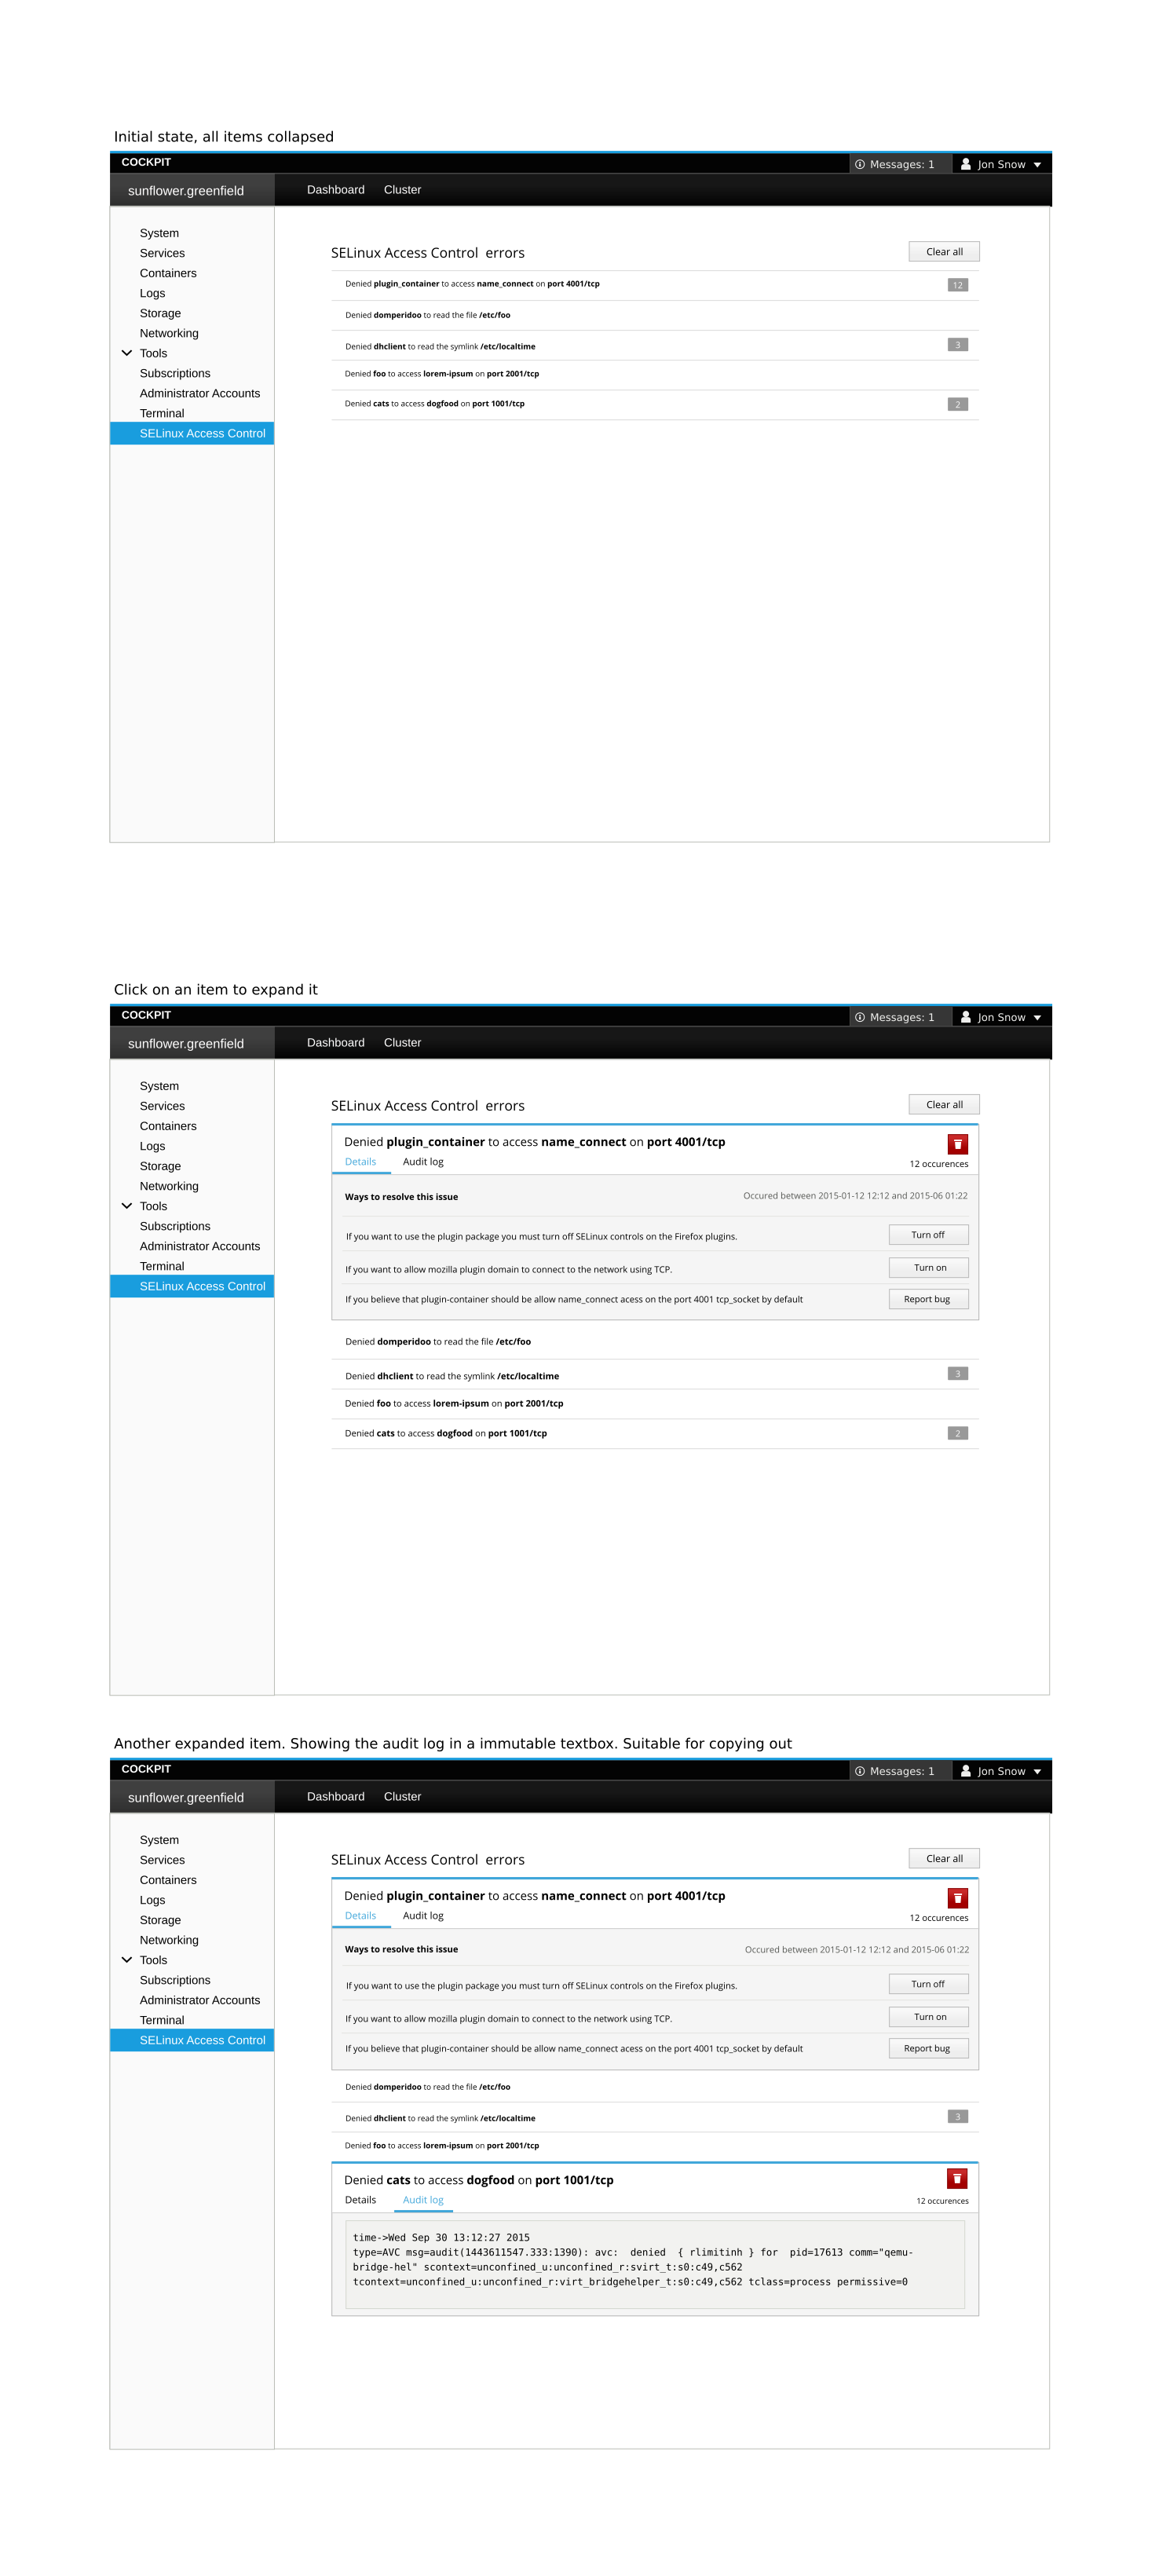 Initial state, all items collapsed
COCKPIT
Messages: 1
Jon Snow
sunflower.greenfield
Dashboard
Cluster
System
Services
Containers
Logs
Storage
Networking
Tools
Subscriptions
Administrator Accounts
Terminal
SELinux Access Control
SELinux Access Control errors
Clear all
Denied plugin_container to access name_connect on port 4001/tcp
12
Denied domperidoo to read the file /etc/foo
Denied dhclient to read the symlink /etc/localtime
3
Denied foo to access lorem-ipsum on port 2001/tcp
Denied cats to access dogfood on port 1001/tcp
2
Click on an item to expand it
COCKPIT
Messages: 1
Jon Snow
sunflower.greenfield
Dashboard
Cluster
System
Services
Containers
Logs
Storage
Networking
Tools
Subscriptions
Administrator Accounts
Terminal
SELinux Access Control
SELinux Access Control errors
Clear all
Denied plugin_container to access name_connect on port 4001/tcp
Details
Audit log
12 occurences
Ways to resolve this issue
Occured between 2015-01-12 12:12 and 2015-06 01:22
If you want to use the plugin package you must turn off SELinux controls on the Firefox plugins.
Turn off
If you want to allow mozilla plugin domain to connect to the network using TCP.
Turn on
If you believe that plugin-container should be allow name_connect acess on the port 4001 tcp_socket by default
Report bug
Denied domperidoo to read the file /etc/foo
Denied dhclient to read the symlink /etc/localtime
3
Denied foo to access lorem-ipsum on port 2001/tcp
Denied cats to access dogfood on port 1001/tcp
2
Another expanded item. Showing the audit log in a immutable textbox. Suitable for copying out
COCKPIT
Messages: 1
Jon Snow
sunflower.greenfield
Dashboard
Cluster
System
Services
Containers
Logs
Storage
Networking
Tools
Subscriptions
Administrator Accounts
Terminal
SELinux Access Control
SELinux Access Control errors
Clear all
Denied plugin_container to access name_connect on port 4001/tcp
Details
Audit log
12 occurences
Ways to resolve this issue
Occured between 2015-01-12 12:12 and 2015-06 01:22
If you want to use the plugin package you must turn off SELinux controls on the Firefox plugins.
Turn off
If you want to allow mozilla plugin domain to connect to the network using TCP.
Turn on
If you believe that plugin-container should be allow name_connect acess on the port 4001 tcp_socket by default
Report bug
Denied domperidoo to read the file /etc/foo
Denied dhclient to read the symlink /etc/localtime
3
Denied foo to access lorem-ipsum on port 2001/tcp
Denied cats to access dogfood on port 1001/tcp
Details
Audit log
12 occurences
time->Wed Sep 30 13:12:27 2015
type=AVC msg=audit(1443611547.333:1390): avc:  denied  { rlimitinh } for  pid=17613 comm="qemu-
bridge-hel" scontext=unconfined_u:unconfined_r:svirt_t:s0:c49,c562
tcontext=unconfined_u:unconfined_r:virt_bridgehelper_t:s0:c49,c562 tclass=process permissive=0